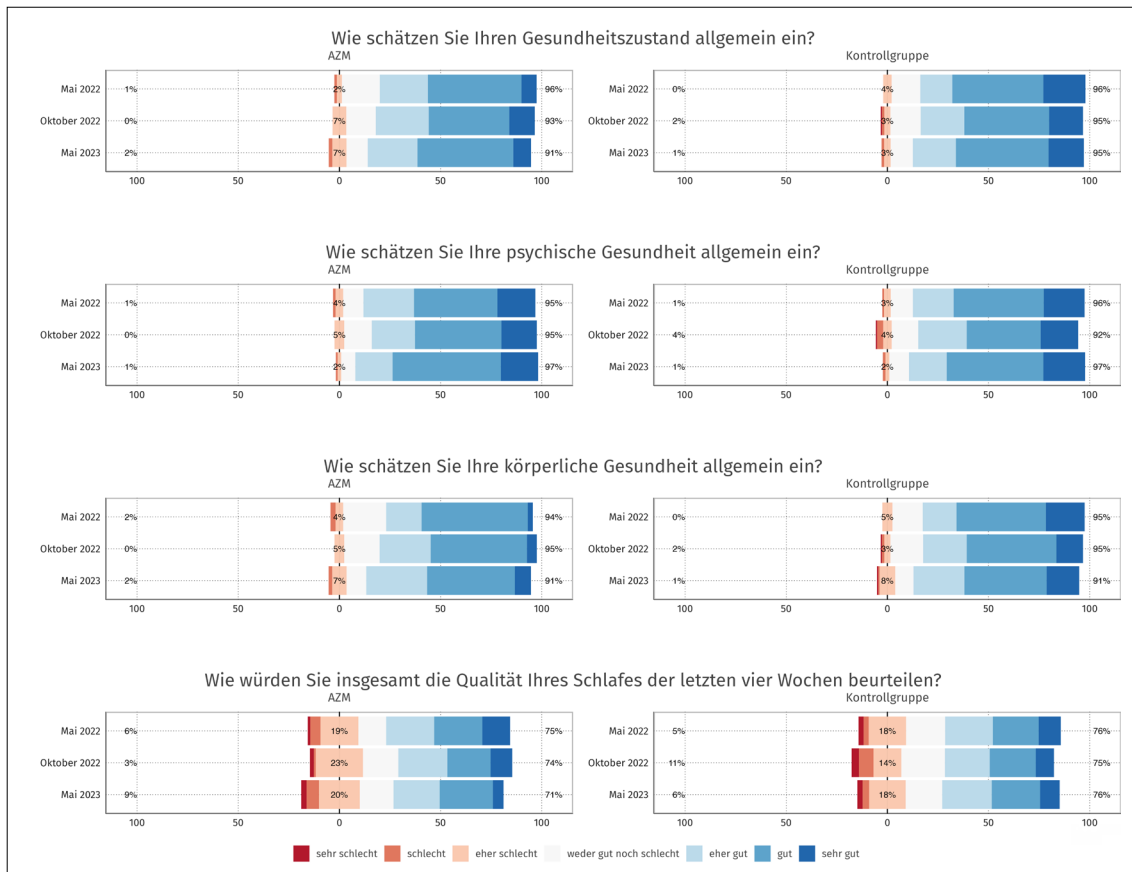 Wie schätzen Sie Ihren Gesundheitszustand allgemein ein?
AZM Kontrollgruppe
Mai 2022 1% 2% 96% 0% 4% 96%
Oktober 2022 0% 7% 93% 2% 3% 95%
Mai 2023 2% 7% 91% 1% 3% 95%
100 50 0 50 100 100 50 0 50 100
Wie schätzen Sie Ihre psychische Gesundheit allgemein ein?
AZM Kontrollgruppe
Mai 2022 1% 4% 95% Mai 2022 1% 3% 96%
Oktober 2022 0% 5% 95% Oktober 2022 4% 4% 92%
Mai 2023 1% 2% 97% Mai 2023 1% 2% 97%
100 50 0 50 100 100 50 0 50 100
Wie schätzen Sie Ihre körperliche Gesundheit allgemein ein?
AZM Kontrollgruppe
Mai 2022 2% 4% 94% Mai 2022 0% 5% 95%
Oktober 2022 0% 5% 95% Oktober 2022 2% 3% 95%
Mai 2023 2% 7% 91% Mai 2023 1% 8% 91%
100 50 0 50 100 100 50 0 50 100
Wie würden Sie insgesamt die Qualität Ihres Schlafes der letzten vier Wochen beurteilen?
AZM Kontrollgruppe
Mai 2022 6% 19% 75% Mai 2022 5% 18% 76%
Oktober 2022 3% 23% 74% Oktober 2022 11% 14% 75%
Mai 2023 9% 20% 71% Mai 2023 6% 18% 76%
100 50 0 50 100 100 50 0 50 100
sehr schlecht schlecht eher schlecht weder gut noch schlecht eher gut gut sehr gut